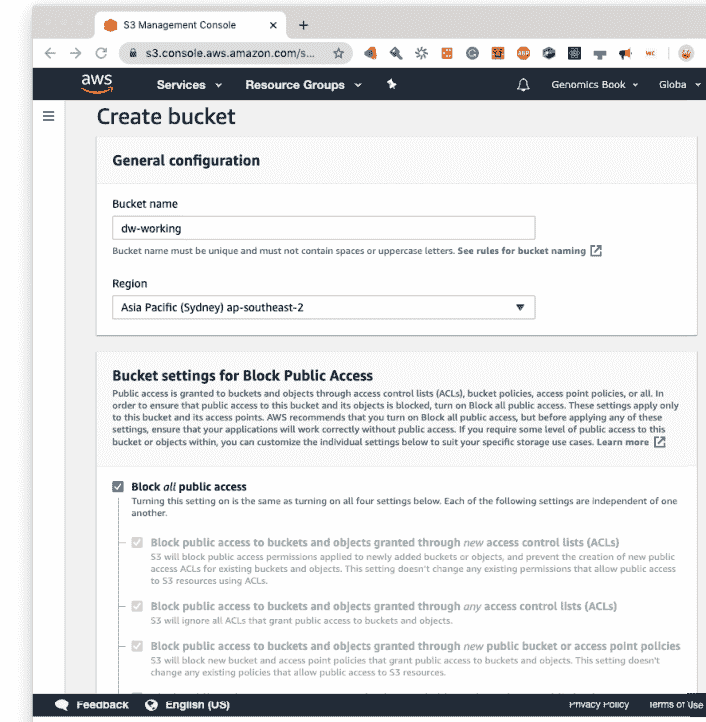 S3 Management Console
s3.console.aws.amazon.com/s...
ABP
WC
aws Services Resource Groups Genomics Book Globa
Create bucket
General configuration
Bucket name
dw-working
Bucket name must be unique and must not contain spaces or uppercase letters. See rules for bucket naming
Region
Asia Pacific (Sydney) ap-southeast-2
Bucket settings for Block Public Access
Public access is granted to buckets and objects through access control lists (ACLs), bucket policies, access point policies, or all. In
order to ensure that public access to this bucket and its objects is blocked, turn on Block all public access. These settings apply only
to this bucket and its access points. AWS recommends that you turn on Block all public access, but before applying any of these
settings, ensure that your applications will work correctly without public access. If you require some level of public access to this
bucket or objects within, you can customize the individual settings below to suit your specific storage use cases. Learn more
Block all public access
Turning this setting on is the same as turning on all four settings below. Each of the following settings are independent of one
another.
Block public access to buckets and objects granted through new access control lists (ACLs)
S3 will block public access permissions applied to newly added buckets or objects, and prevent the creation of new public
access ACLs for existing buckets and objects. This setting doesn't change any existing permissions that allow public access
to S3 resources using ACLs.
Block public access to buckets and objects granted through any access control lists (ACLs)
S3 will ignore all ACLs that grant public access to buckets and objects.
Block public access to buckets and objects granted through new public bucket or access point policies
S3 will block new bucket and access point policies that grant public access to buckets and objects. This setting doesn't
change any existing policies that allow public access to S3 resources.
Feedback English (US) Privacy Policy Terms of Use